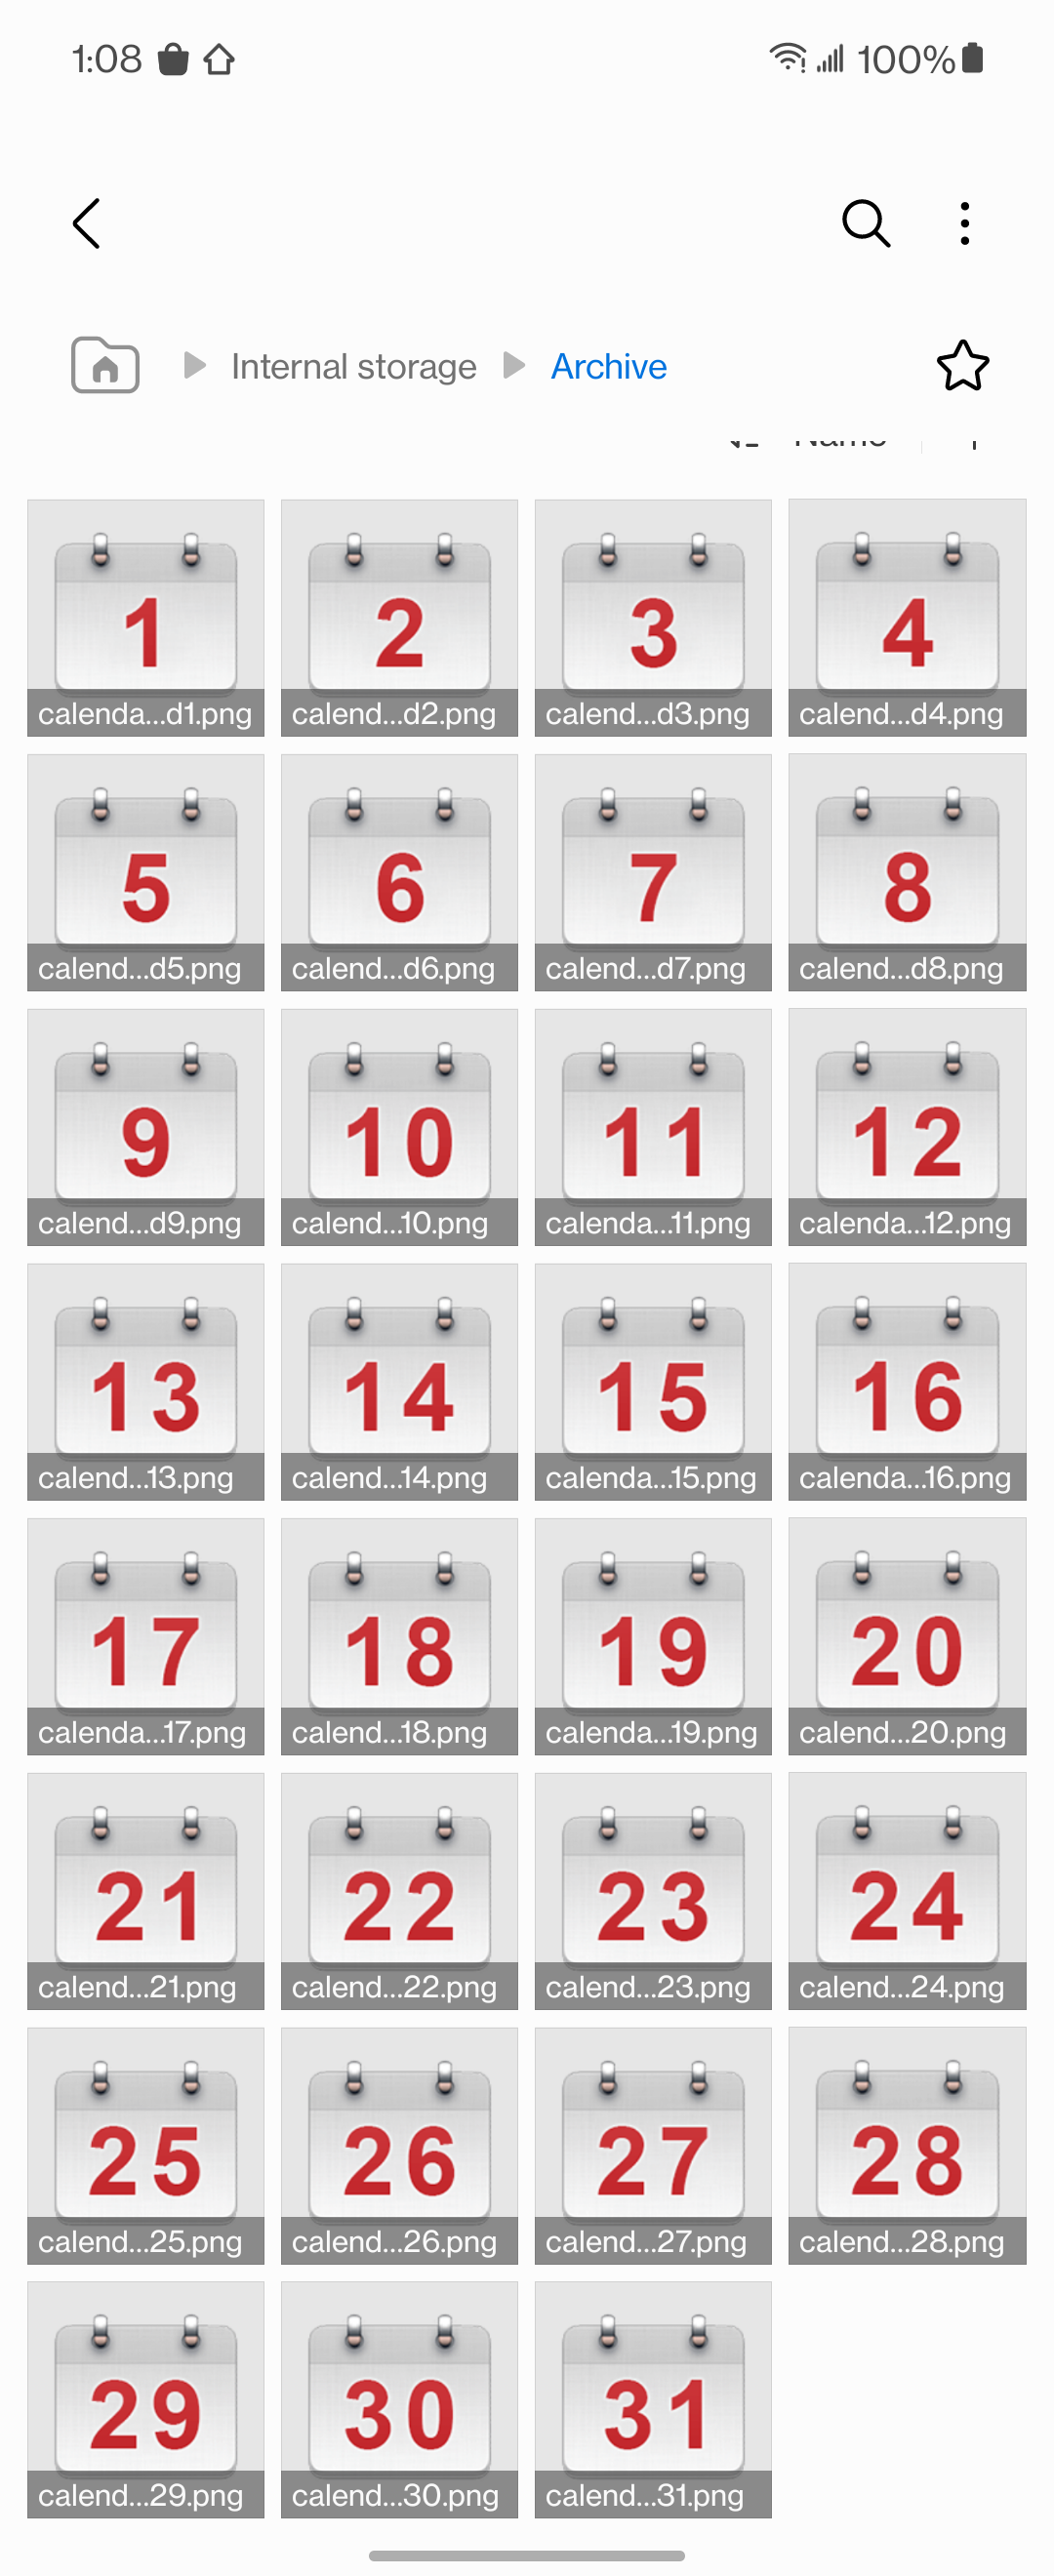 1:08 100%
Internal storage Archive
Name
1 2 3 4
calenda...d1.png calend...d2.png calend...d3.png calend...d4.png
5 6 7 8
calend...d5.png calend...d6.png calend...d7.png calend...d8.png
9 10 11 12
calend...d9.png calend...10.png calenda...11.png calenda...12.png
13 14 15 16
calend...13.png calend...14.png calenda...15.png calenda...16.png
17 18 19 20
calenda...17.png calend...18.png calenda...19.png calend...20.png
21 22 23 24
calend...21.png calend...22.png calend...23.png calend...24.png
25 26 27 28
calend...25.png calend...26.png calend...27.png calend...28.png
29 30 31
calend...29.png calend...30.png calend...31.png